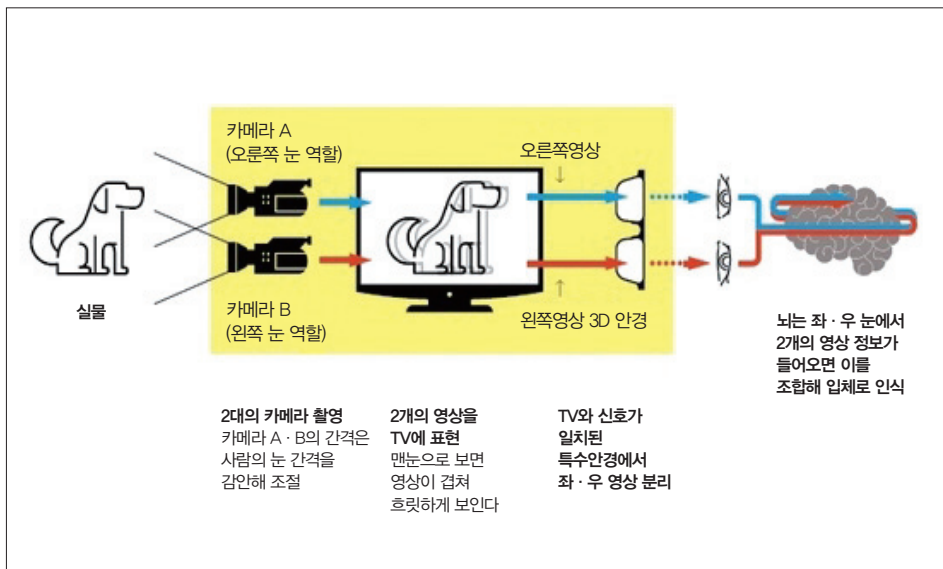 카메라 A
(오룬쪽 눈 역할)
오른쪽영상
↓
실물
카메라 B
(왼쪽 눈 역할)
↑
왼쪽영상 3D 안경
뇌는 좌 · 우 눈에서
2개의 영상 정보가
들어오면 이를
조합해 입체로 인식
2대의 카메라 촬영
카메라 A · B의 간격은
사람의 눈 간격을
감안해 조절
2개의 영상을
TV에 표현
맨눈으로 보면
영상이 겹쳐
흐릿하게 보인다
TV와 신호가
일치된
특수안경에서
좌 · 우 영상 분리